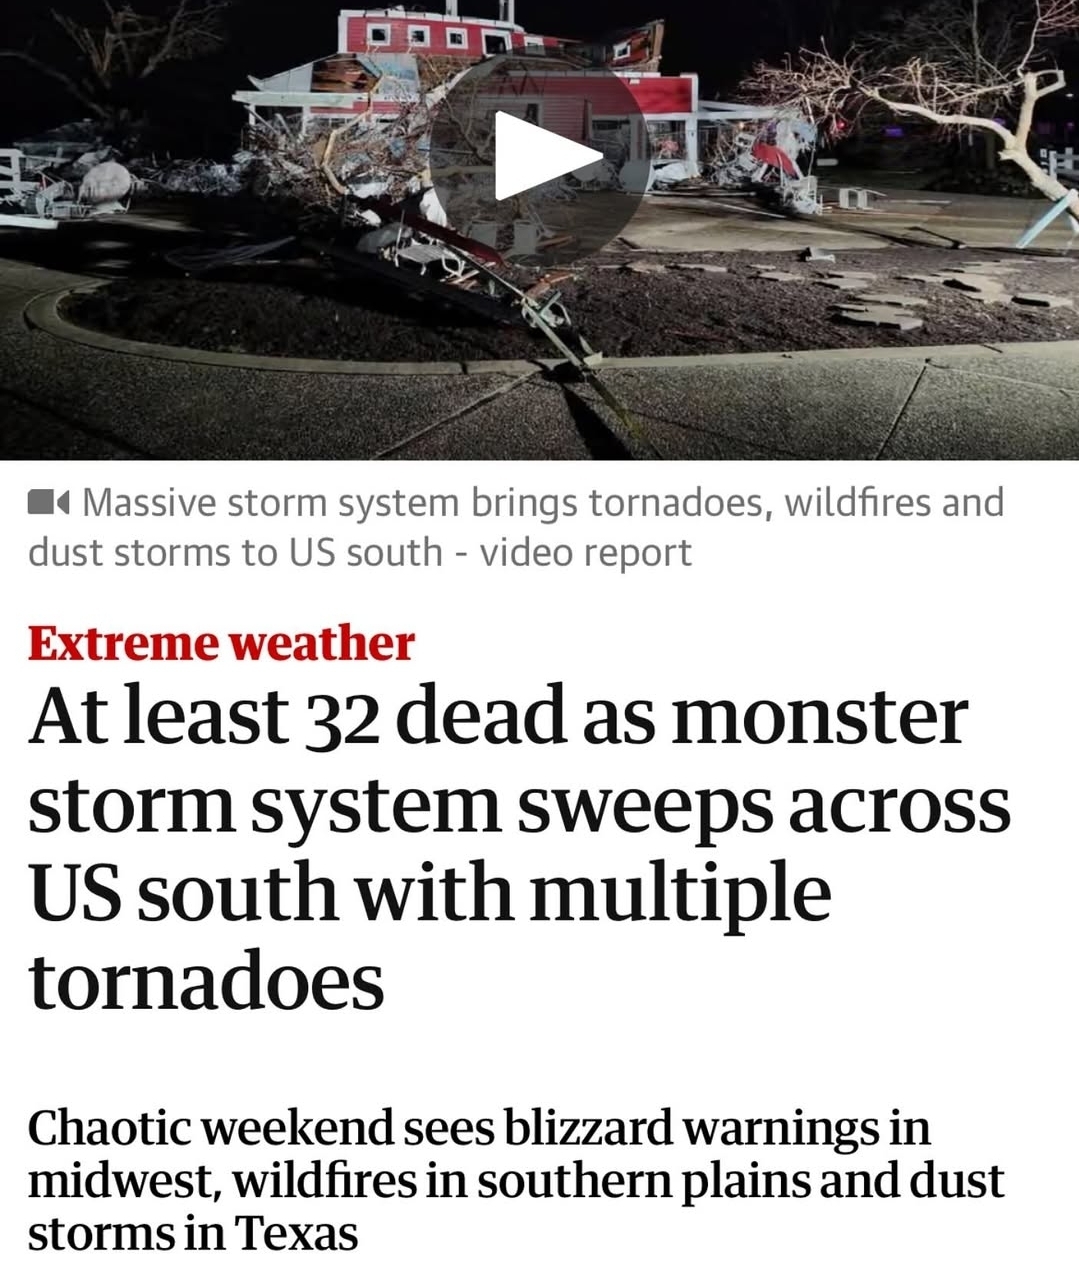 Massive storm system brings tornadoes, wildfires and
dust storms to US south - video report
Extreme weather
At least 32 dead as monster
storm system sweeps across
US south with multiple
tornadoes
Chaotic weekend sees blizzard warnings in
midwest, wildfires in southern plains and dust
storms in Texas